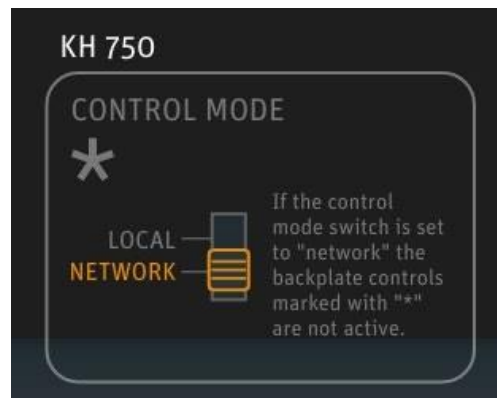 KH 750
CONTROL MODE
*
If the control
mode switch is set
to "network" the
backplate controls
marked with "*"
are not active.
LOCAL
NETWORK